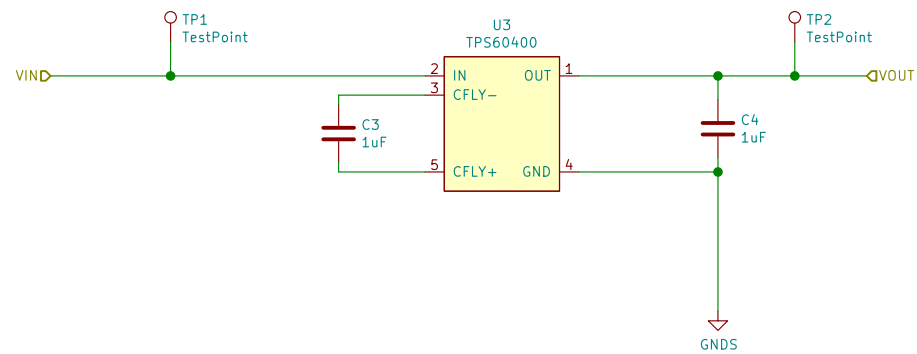 TP1
TestPoint
U3
TPS60400
TP2
TestPoint
VIN
2 IN OUT 1
VOUT
3 CFLY-
C3
1uF
C4
1uF
5 CFLY+ GND 4
GNDS